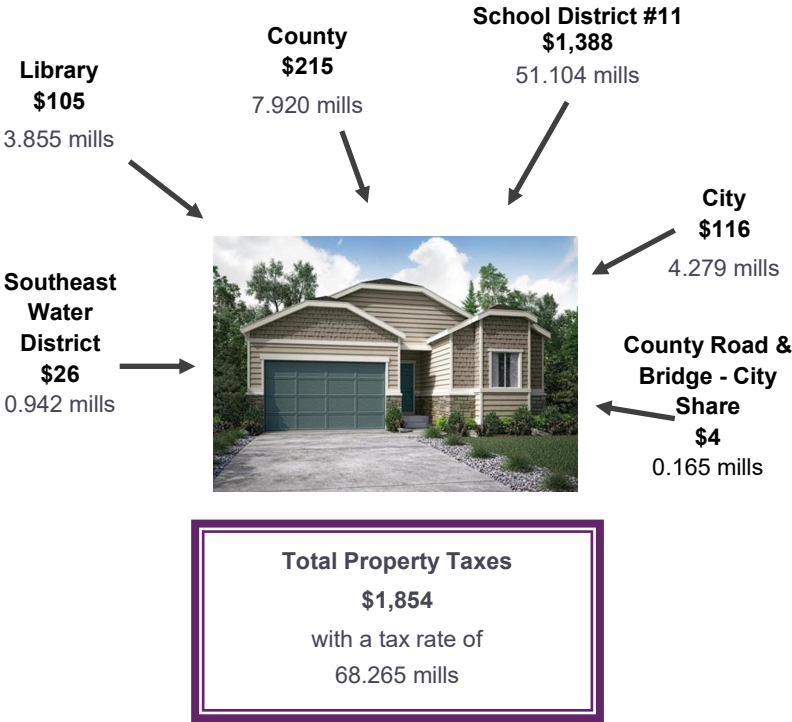 Library
$105
3.855 mills
County
$215
7.920 mills
School District #11
$1,388
51.104 mills
City
$116
4.279 mills
Southeast
Water
District
$26
0.942 mills
County Road &
Bridge - City
Share
$4
0.165 mills
Total Property Taxes
$1,854
with a tax rate of
68.265 mills